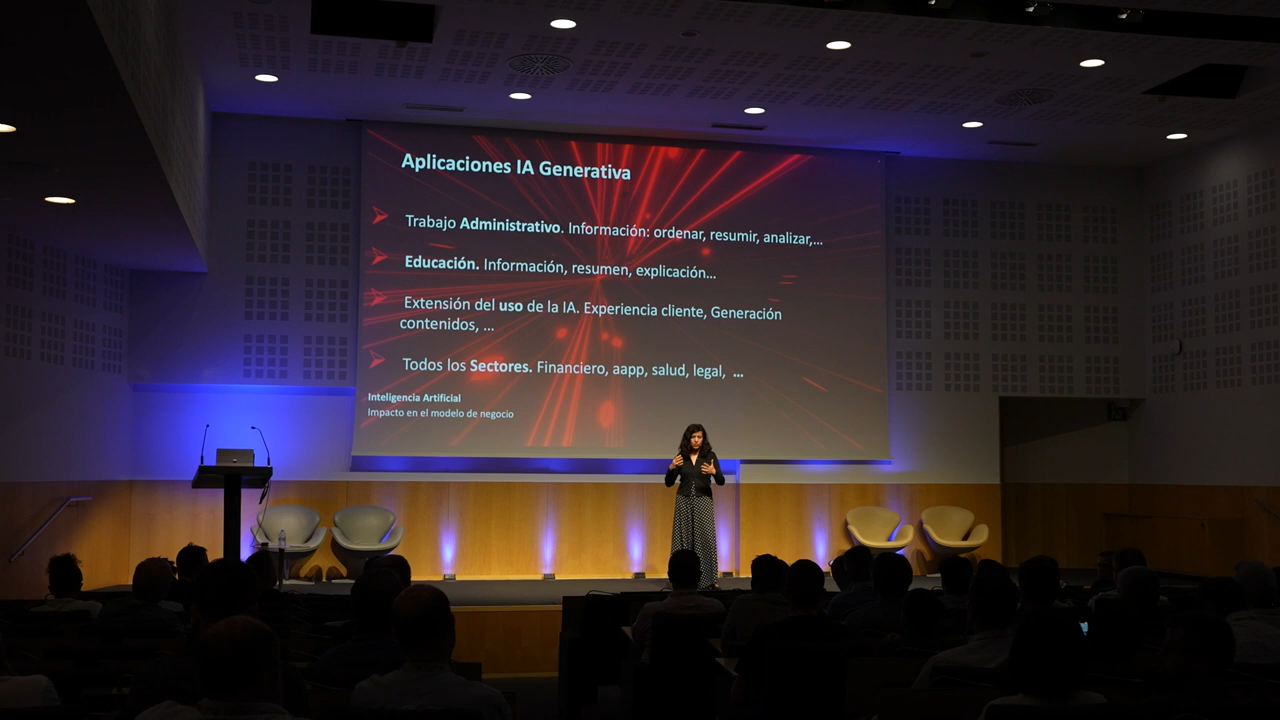 Aplicaciones IA Generativa
Trabajo Administrativo. Información: ordenar, resumir, analizar,...
Educación. Información, resumen, explicación...
Extensión del uso de la IA. Experiencia cliente, Generación
contenidos, ...
Todos los Sectores. Financiero, aapp, salud, legal, ...
Inteligencia Artificial
Impacto en el modelo de negocio